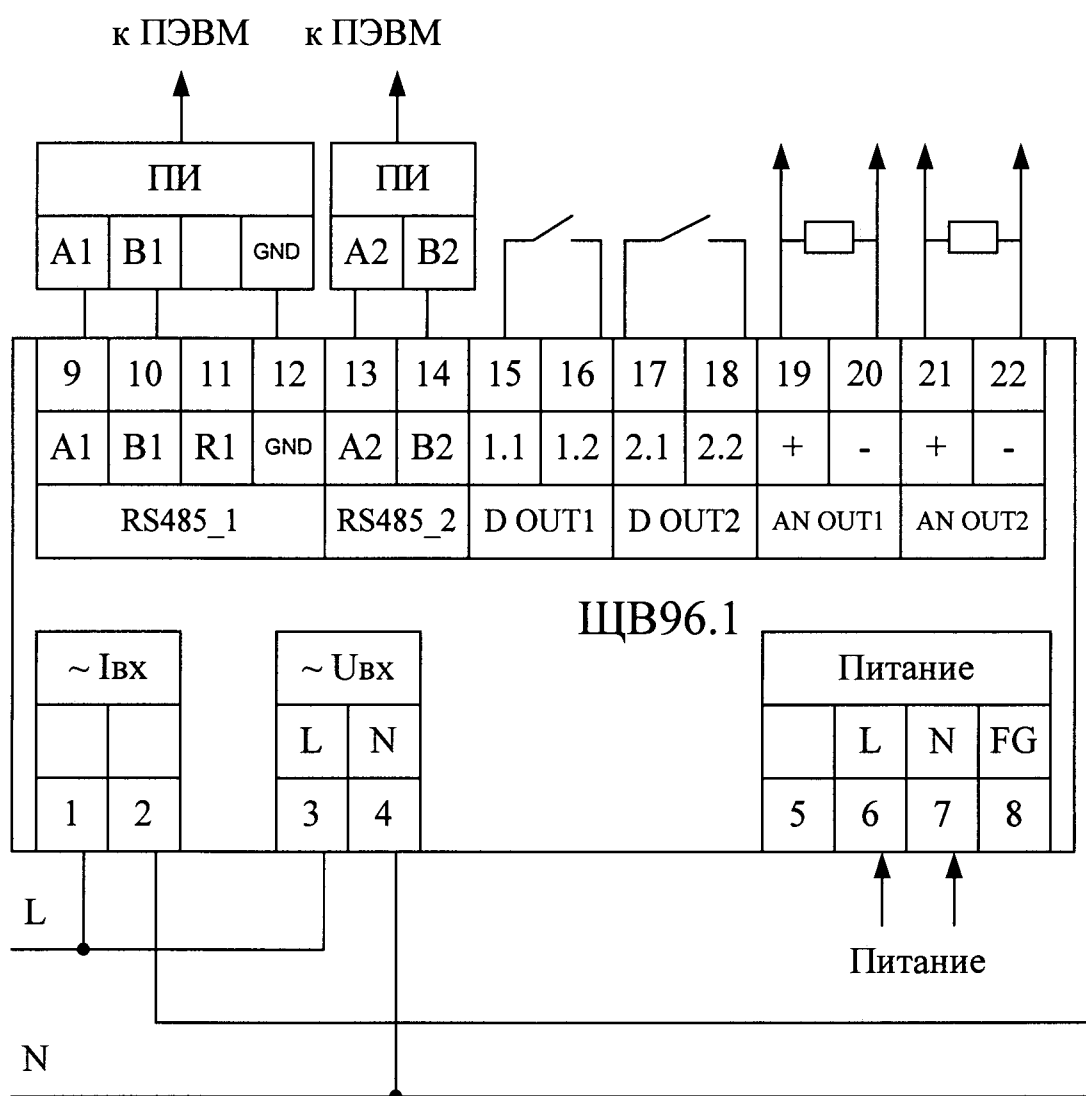 к ПЭВМ к ПЭВМ
ПИ ПИ
A1 B1 GND A2 B2
9 10 11 12 13 14 15 16 17 18 19 20 21 22
A1 B1 R1 GND A2 B2 1.1 1.2 2.1 2.2 + - + -
RS485_1 RS485_2 D OUT1 D OUT2 AN OUT1 AN OUT2
ЩВ96.1
~ Iвх ~ Uвх Питание
L N L N FG
1 2 3 4 5 6 7 8
L
Питание
N